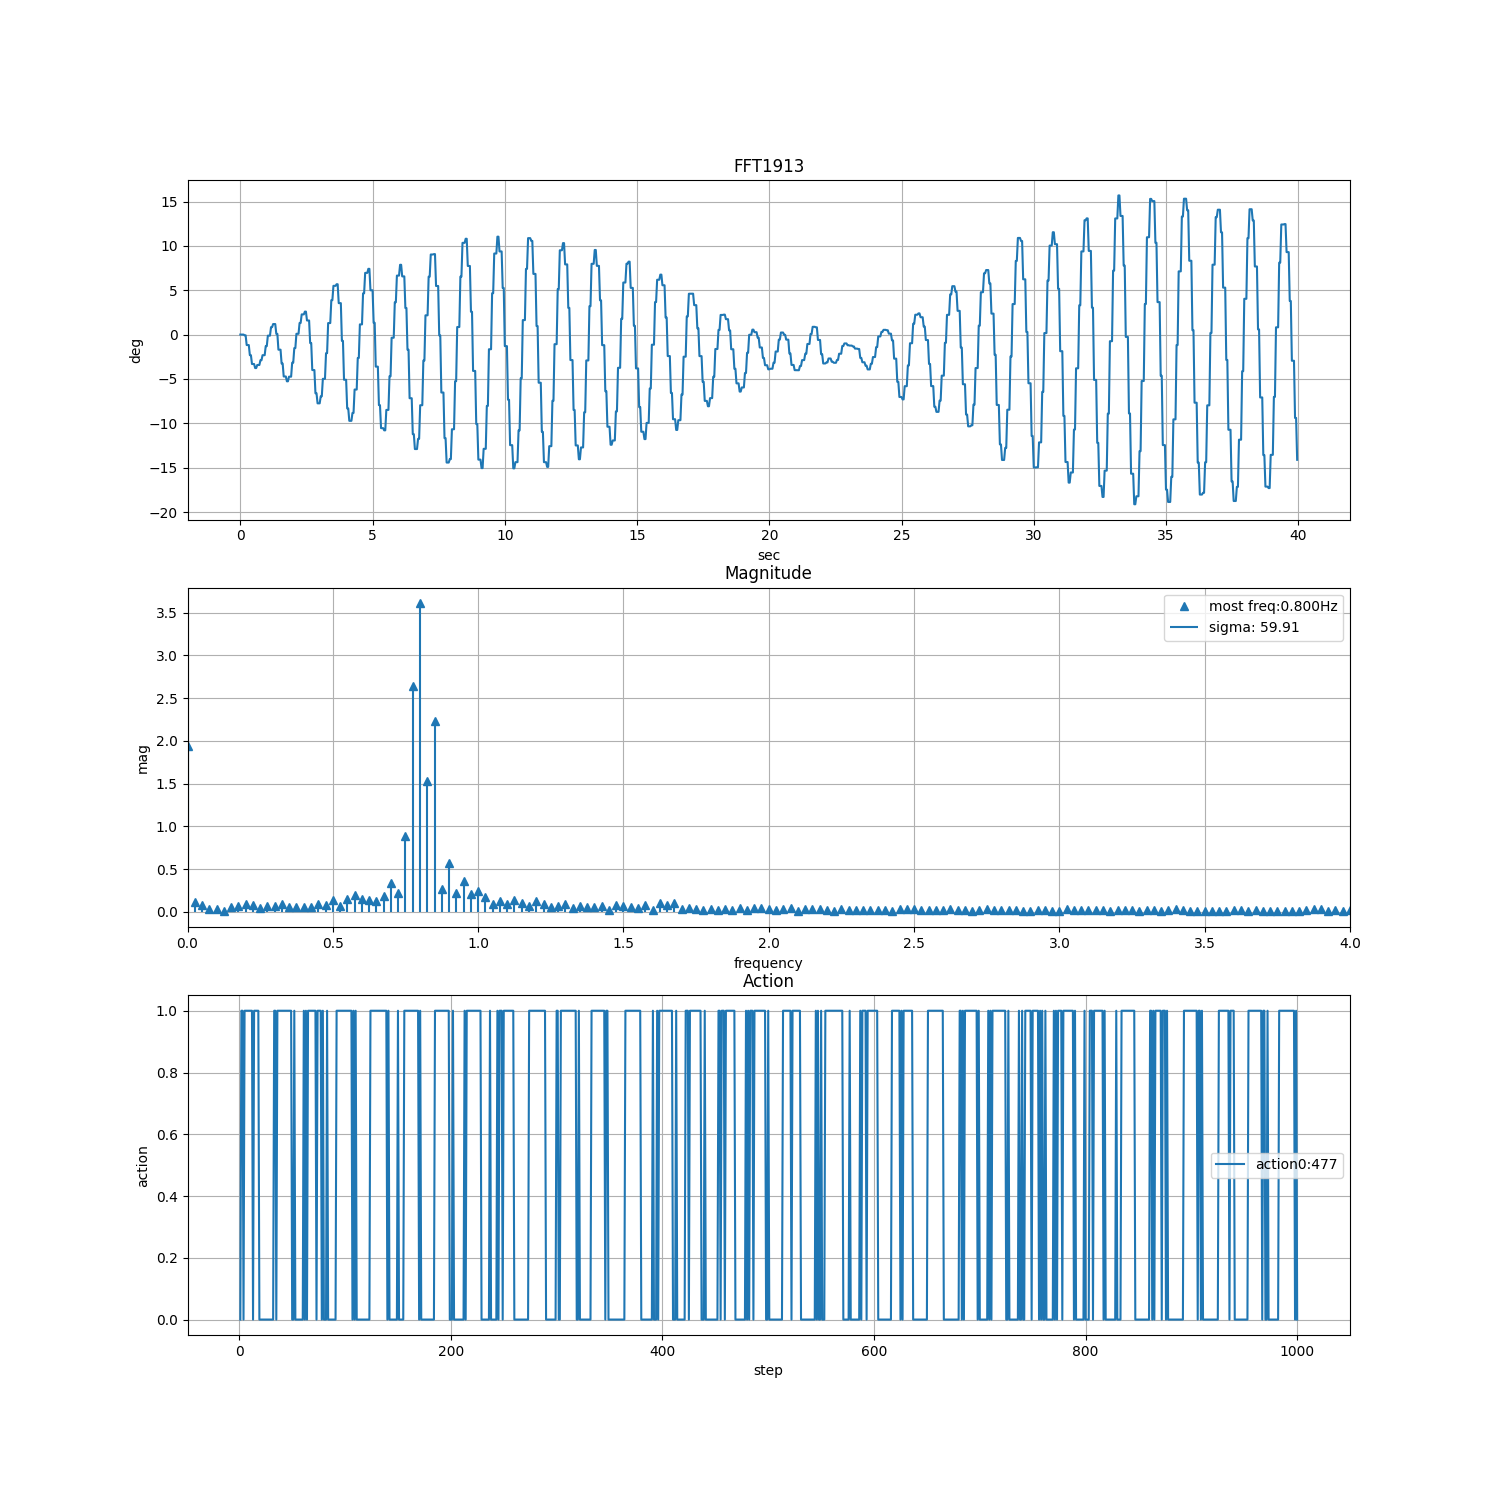 FFT1913
15
10
5
0
−5
−10
−15
−20
deg
0 5 10 15 20 25 30 35 40
sec
Magnitude
most freq:0.800Hz
sigma: 59.91
3.5
3.0
2.5
2.0
1.5
1.0
0.5
0.0
mag
0.0 0.5 1.0 1.5 2.0 2.5 3.0 3.5 4.0
frequency
Action
1.0
0.8
0.6
0.4
0.2
0.0
action
action0:477
0 200 400 600 800 1000
step